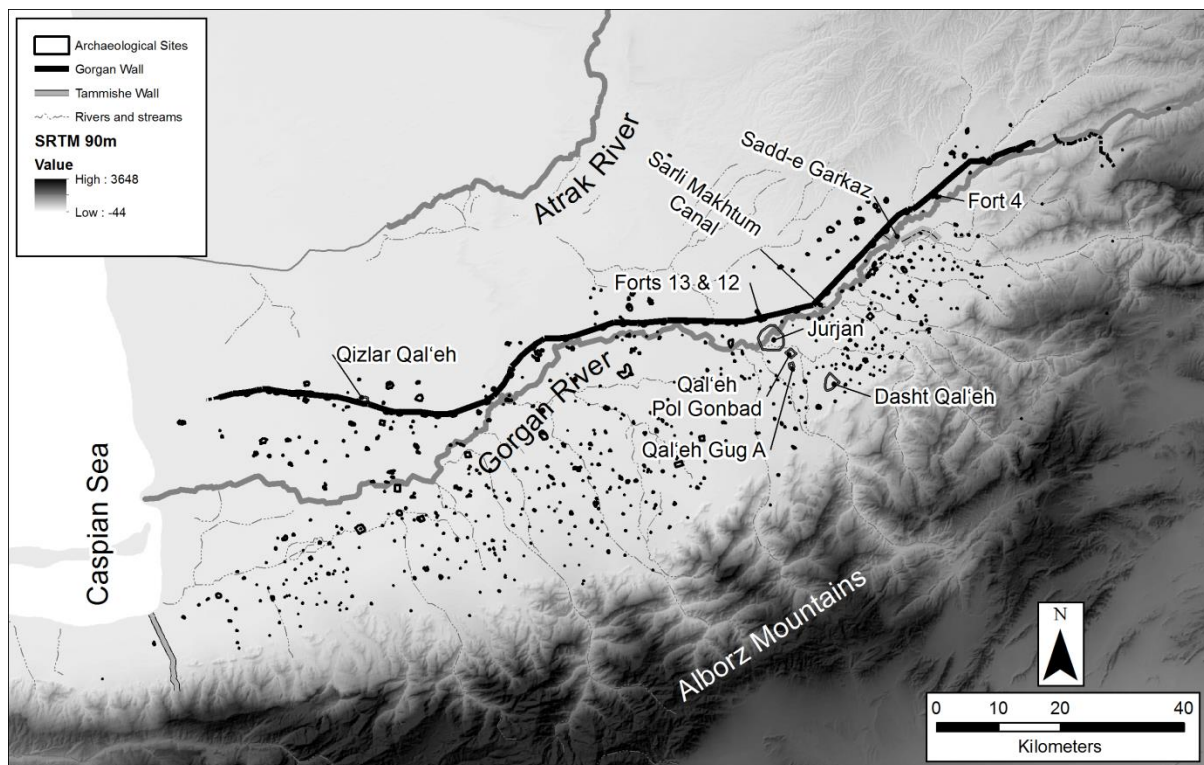 Archaeological Sites
Gorgan Wall
Tammishe Wall
Rivers and streams
SRTM 90m
Value
High : 3648
Low : -44
Atrak River
Sarli Makhtum
Canal
Sadd-e Garkaz
Fort 4
Forts 13 & 12
Jurjan
Qizlar Qal'eh
Gorgan River
Qal'eh
Pol Gonbad
Dasht Qal'eh
Qal'eh Gug A
Caspian Sea
Alborz Mountains
N
0 10 20 40
Kilometers